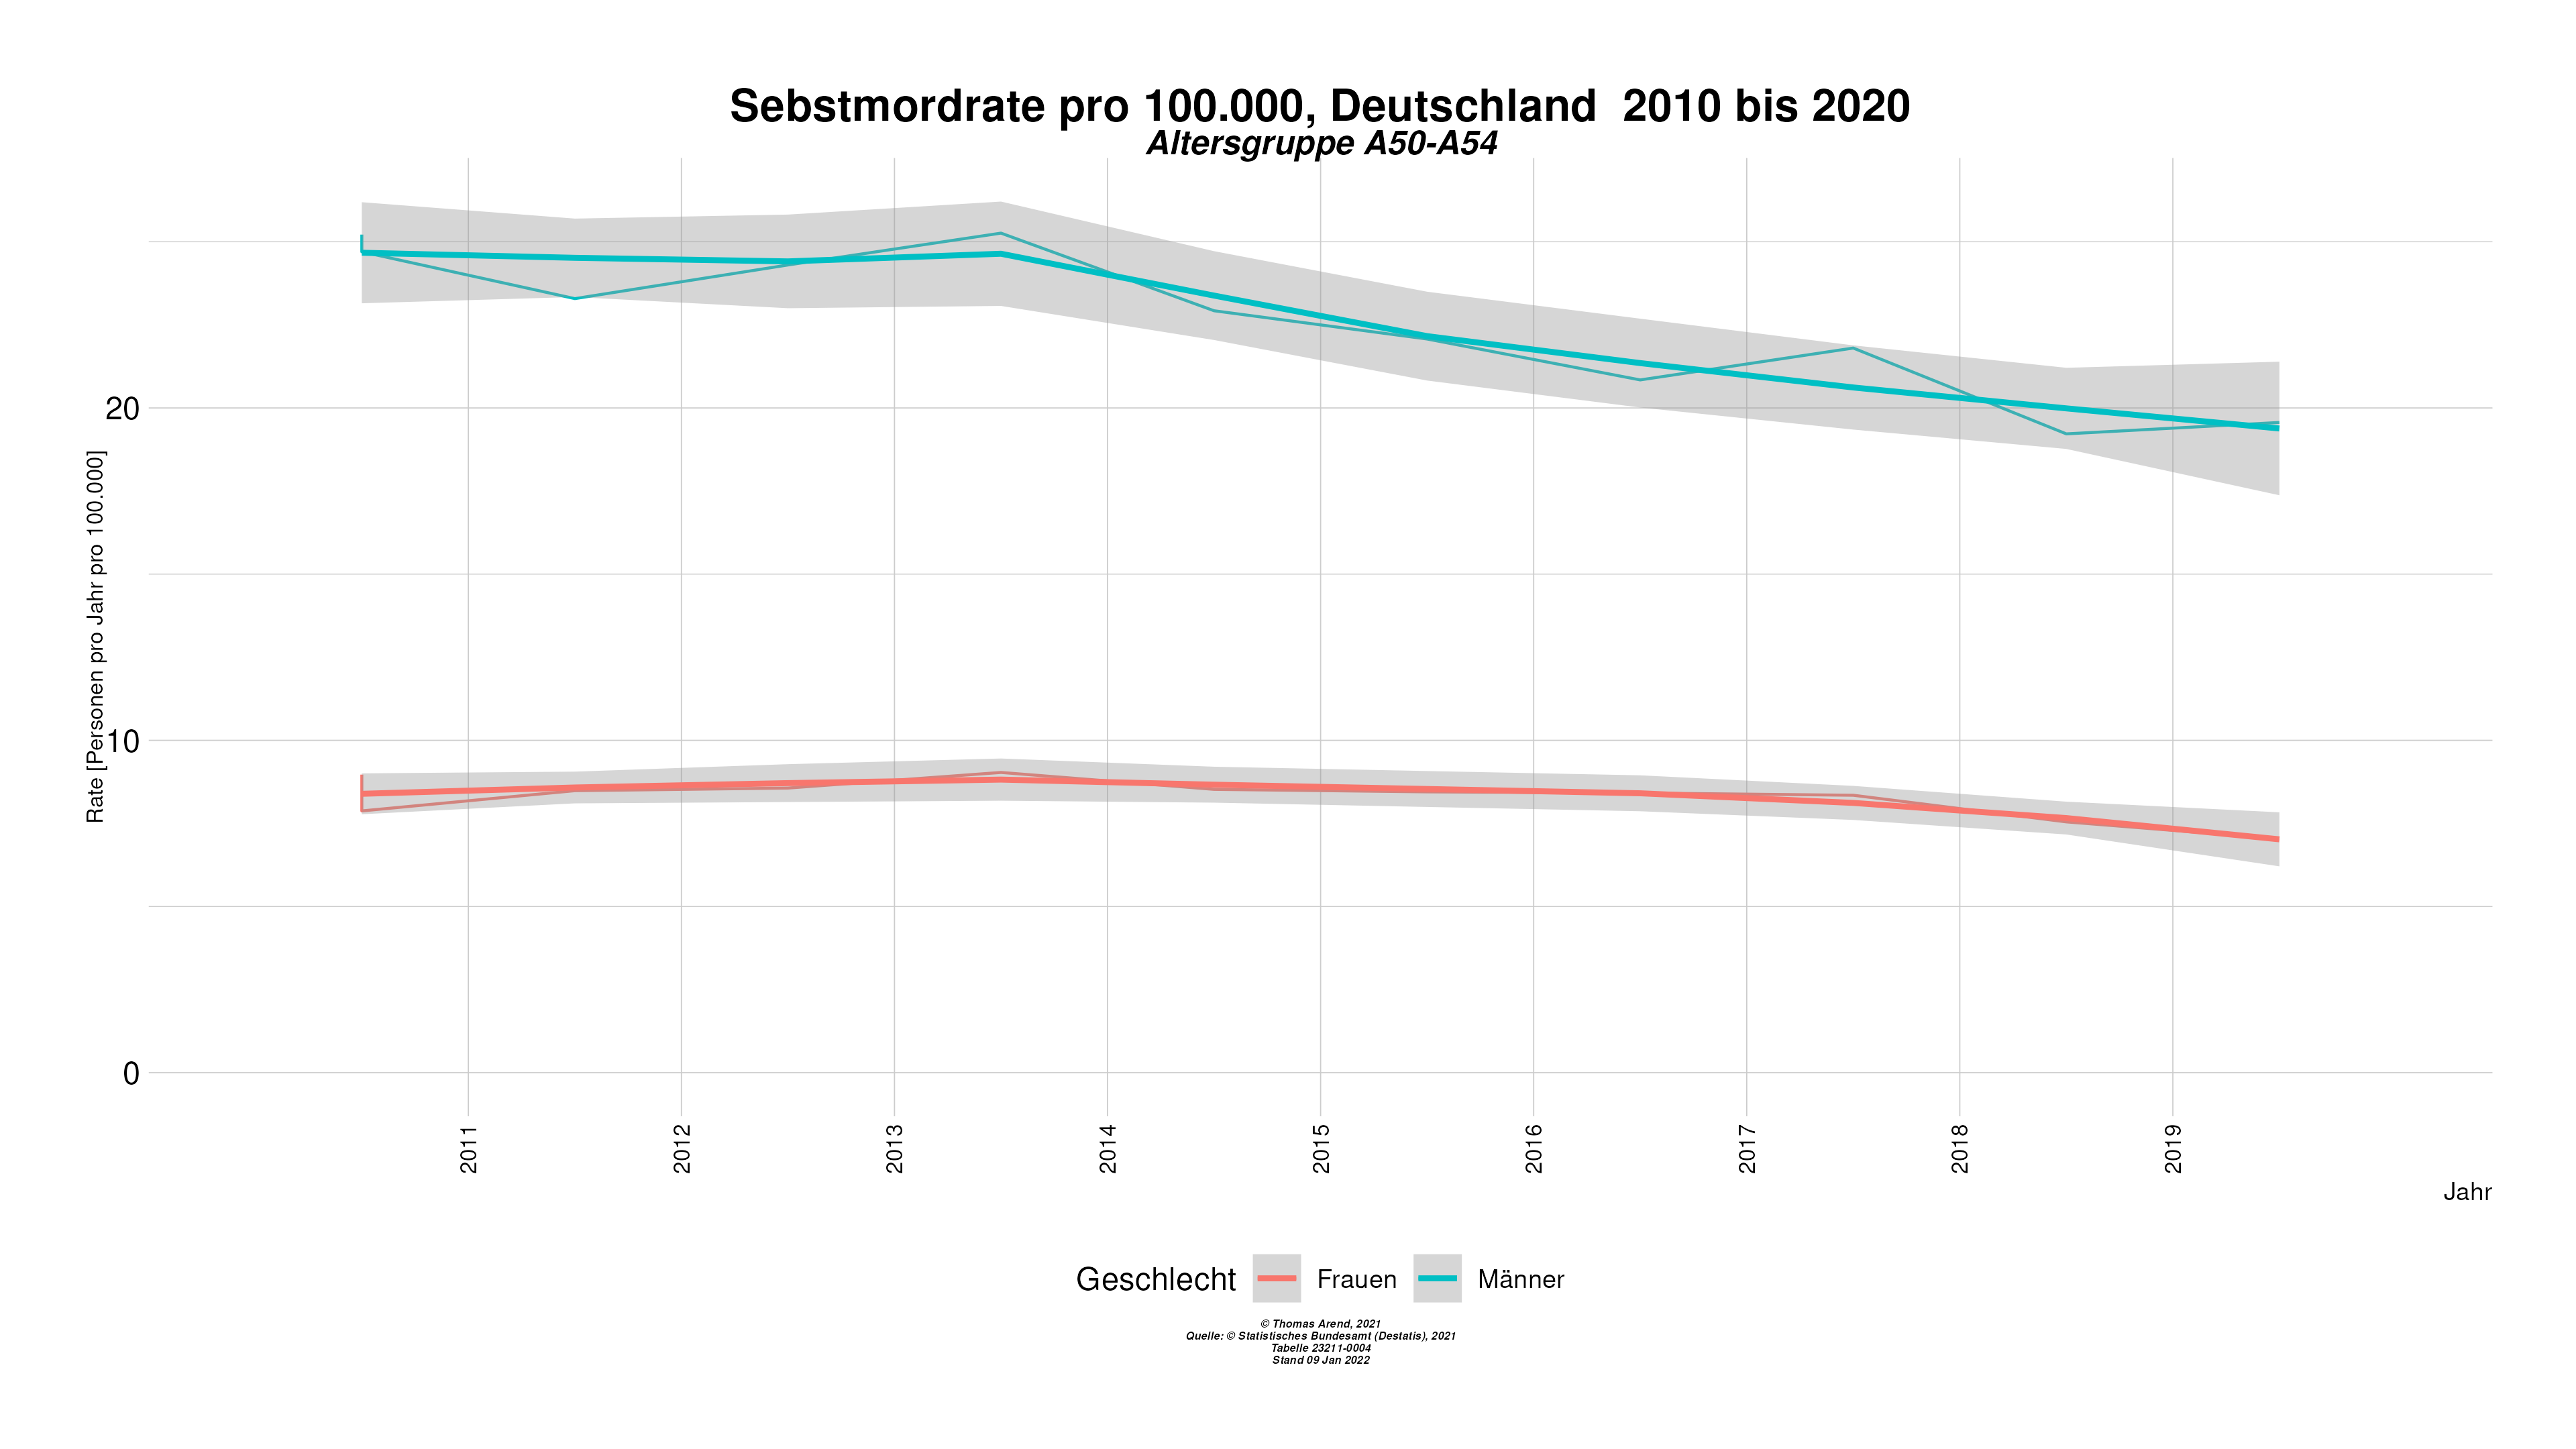 Sebstmordrate pro 100.000, Deutschland  2010 bis 2020
Altersgruppe A50-A54
Rate [Personen pro Jahr pro 100.000]
20
10
0
2011
2012
2013
2014
2015
2016
2017
2018
2019
Jahr
Geschlecht Frauen Männer
© Thomas Arend, 2021
Quelle: © Statistisches Bundesamt (Destatis), 2021
Tabelle 23211-0004
Stand 09 Jan 2022